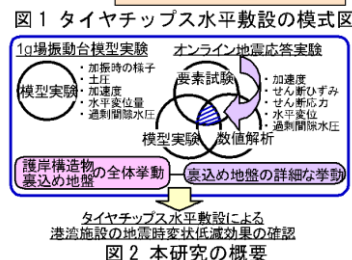 図1 タイヤチップス水平敷設の模式図
1g場振動台模型実験
オンライン地震応答実験
模型実験
・加振時の様子
・土圧
・加速度
・水平変位量
・過剰間隙水圧
要素試験
模型実験
数値解析
・加速度
・せん断ひずみ
・せん断応力
・水平変位
・過剰間隙水圧
護岸構造物
裏込め地盤の全体挙動
裏込め地盤の詳細な挙動
タイヤチップス水平敷設による
港湾施設の地震時変状低減効果の確認
図2 本研究の概要